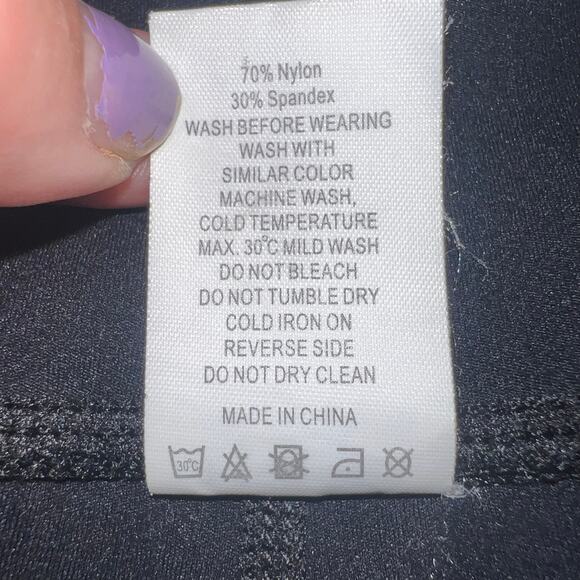 70% Nylon
30% Spandex
WASH BEFORE WEARING
WASH WITH
SIMILAR COLOR
MACHINE WASH,
COLD TEMPERATURE
MAX. 30℃ MILD WASH
DO NOT BLEACH
DO NOT TUMBLE DRY
COLD IRON ON
REVERSE SIDE
DO NOT DRY CLEAN
MADE IN CHINA
30℃